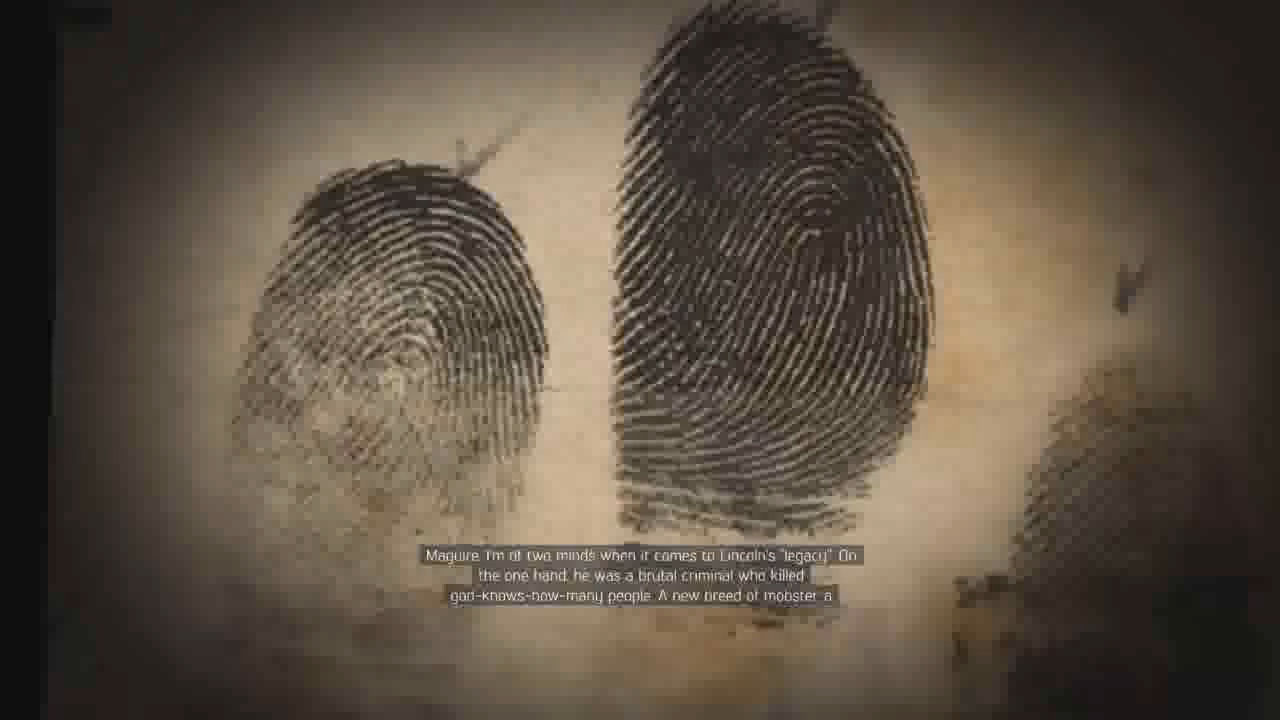 Maguire: I'm of two minds when it comes to Lincoln's "legacy". On
the one hand, he was a brutal criminal who killed
god-knows-how-many people. A new breed of mobster, a